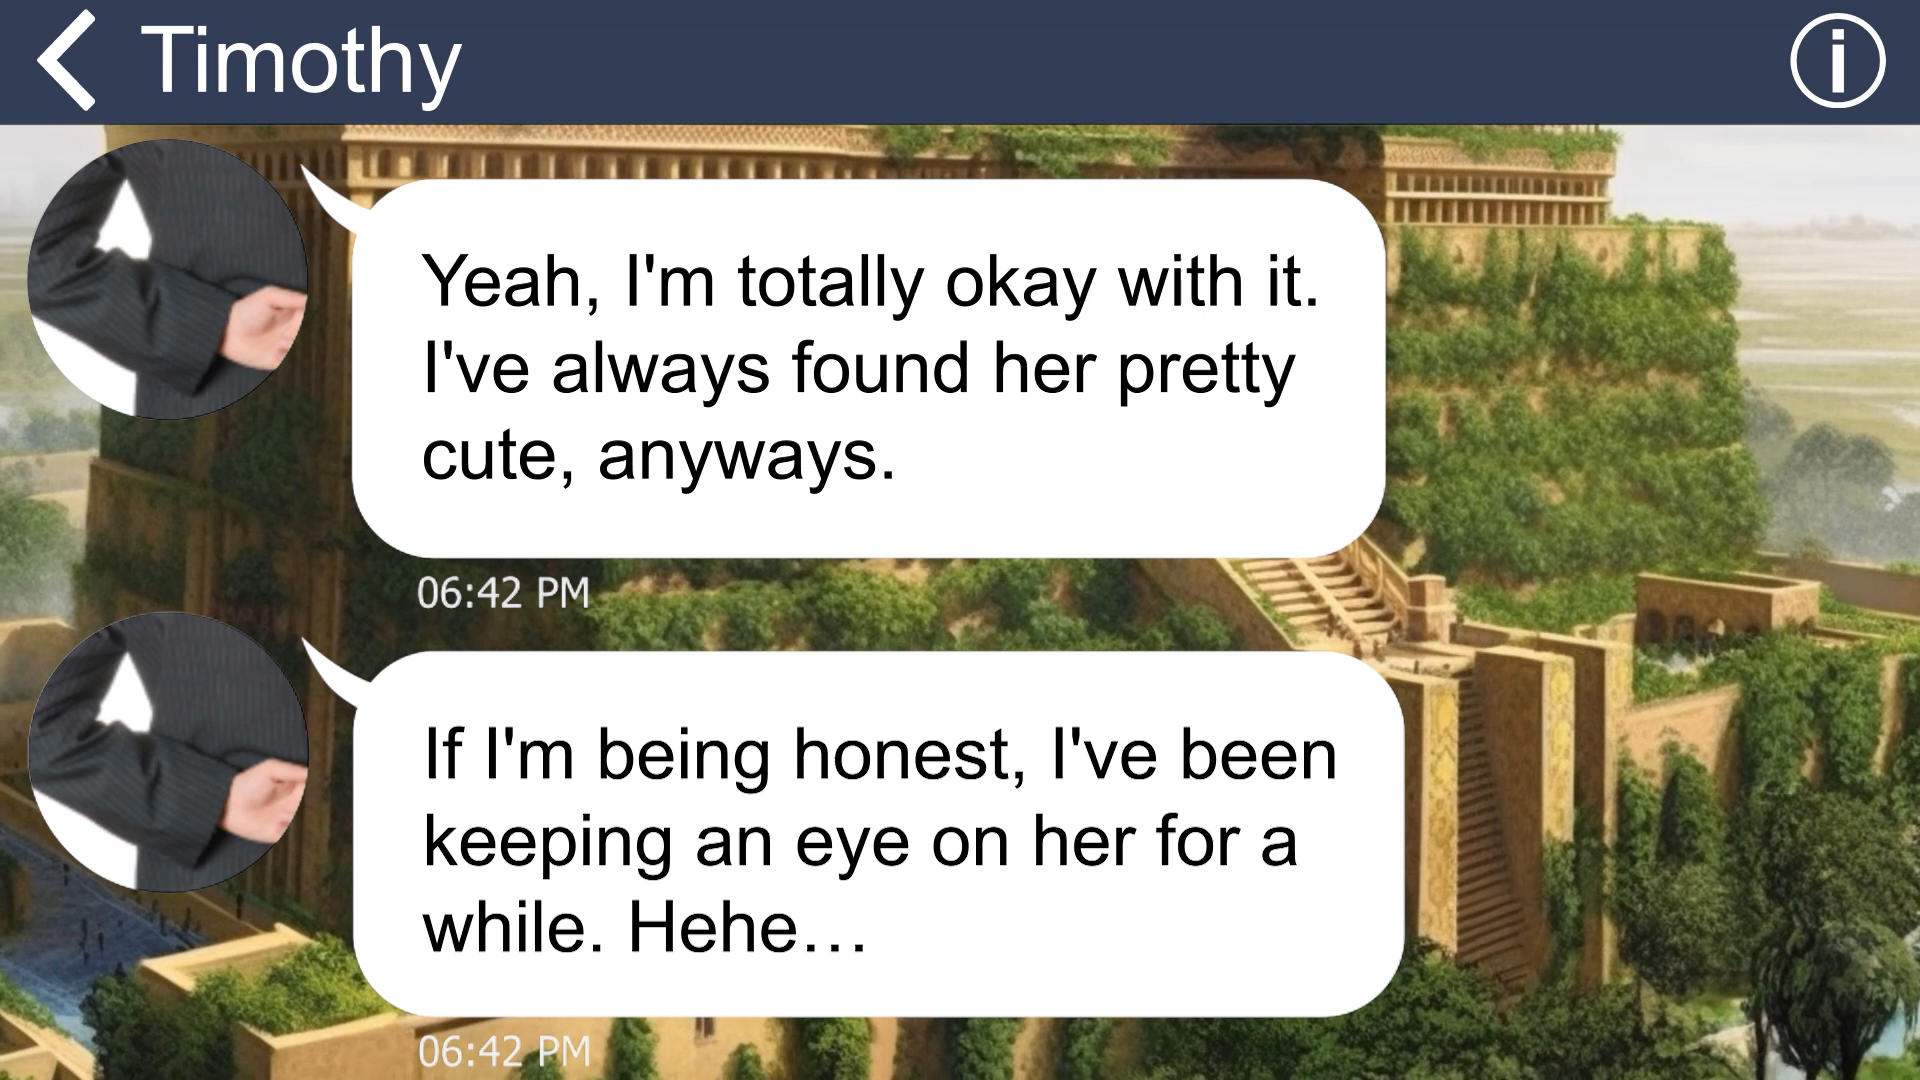 Timothy
Yeah, I'm totally okay with it.
I've always found her pretty
cute, anyways.
06:42 PM
If I'm being honest, I've been
keeping an eye on her for a
while. Hehe…
06:42 PM